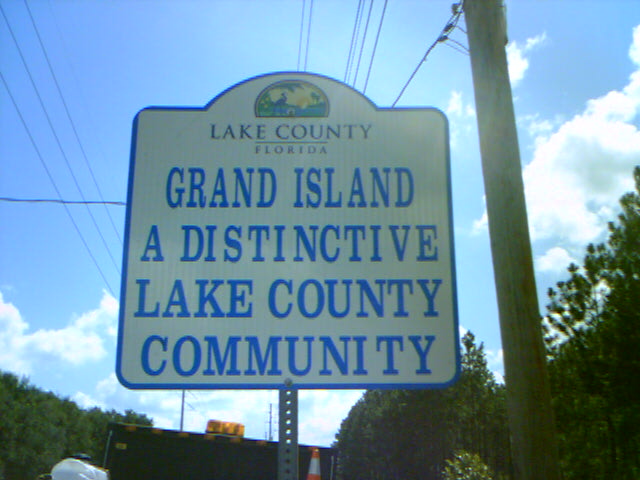 LAKE COUNTY
FLORIDA
GRAND ISLAND
A DISTINCTIVE
LAKE COUNTY
COMMUNITY